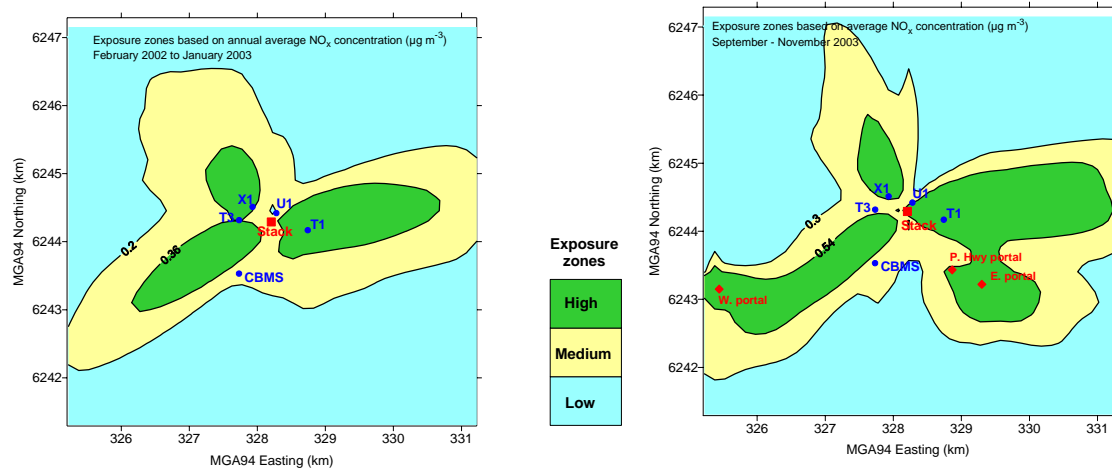 Exposure zones based on annual average NOx concentration (µg m⁻³)
February 2002 to January 2003
6247
6246
6245
6244
6243
6242
MGA94 Northing (km)
X1
U1
T3
T1
Stack
CBMS
0.2
0.36
326
327
328
329
330
331
MGA94 Easting (km)
Exposure
zones
High
Medium
Low
Exposure zones based on average NOx concentration (µg m⁻³)
September - November 2003
6247
6246
6245
6244
6243
6242
MGA94 Northing (km)
X1
U1
T3
T1
Stack
0.3
0.54
CBMS
P. Hwy portal
E. portal
W. portal
326
327
328
329
330
331
MGA94 Easting (km)